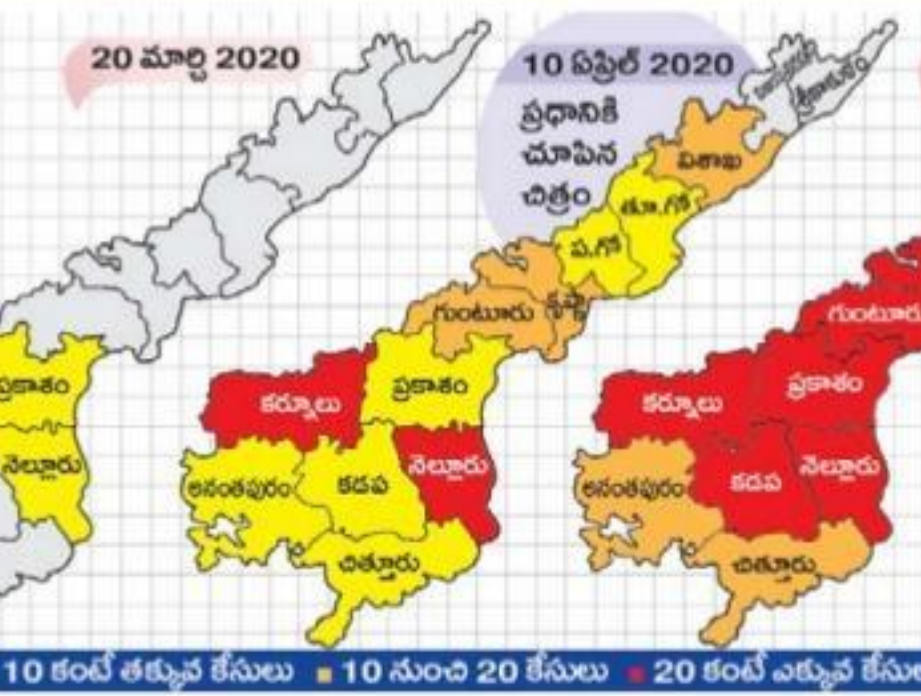 20 మార్చి 2020
10 ఏప్రిల్ 2020
ప్రధానికి
చూపిన
చిత్రం
శ్రీకాకుళం
విశాఖ
తూ.గో
ప.గో
కృష్ణా
గుంటూరు
ప్రకాశం
కర్నూలు
నెల్లూరు
అనంతపురం
కడప
చిత్తూరు
ప్రకాశం
నెల్లూరు
గుంటూరు
ప్రకాశం
కర్నూలు
నెల్లూరు
కడప
అనంతపురం
చిత్తూరు
10 కంటే తక్కువ కేసులు 10 నుంచి 20 కేసులు 20 కంటే ఎక్కువ కేసు